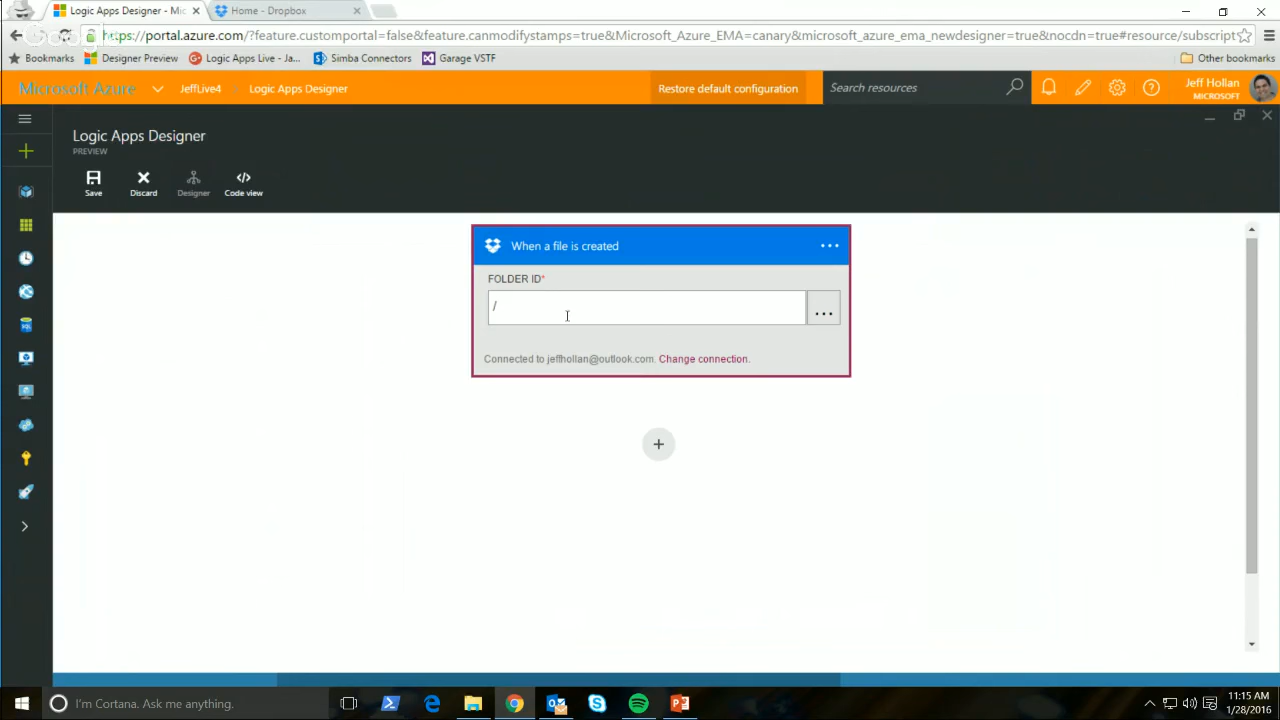 Logic Apps Designer - Mic
Home - Dropbox
https://portal.azure.com/?feature.customportal=false&feature.canmodifystamps=true&Microsoft_Azure_EMA=canary&microsoft_azure_ema_newdesigner=true&nocdn=true#resource/subscript
Bookmarks
Designer Preview
Logic Apps Live - Ja...
Simba Connectors
Garage VSTF
Other bookmarks
Microsoft Azure
JeffLive4
Logic Apps Designer
Restore default configuration
Search resources
Jeff Hollan
MICROSOFT
Logic Apps Designer
PREVIEW
Save
Discard
Designer
Code view
When a file is created
FOLDER ID*
/
...
Connected to jeffhollan@outlook.com. Change connection.
I'm Cortana. Ask me anything.
11:15 AM
1/28/2016